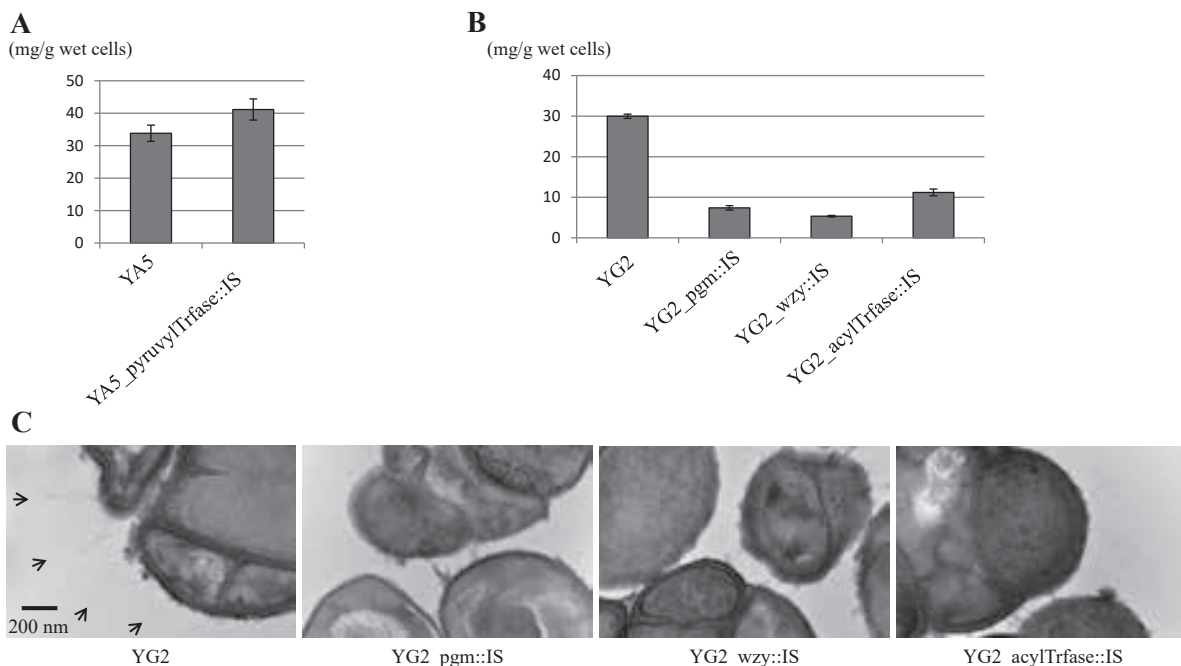 A
(mg/g wet cells)
50
40
30
20
10
0
YA5
YA5_pyruvylTrfase::IS
B
(mg/g wet cells)
40
30
20
10
0
YG2
YG2_pgm::IS
YG2_wzy::IS
YG2_acylTrfase::IS
C
200 nm
YG2
YG2_pgm::IS
YG2_wzy::IS
YG2_acylTrfase::IS